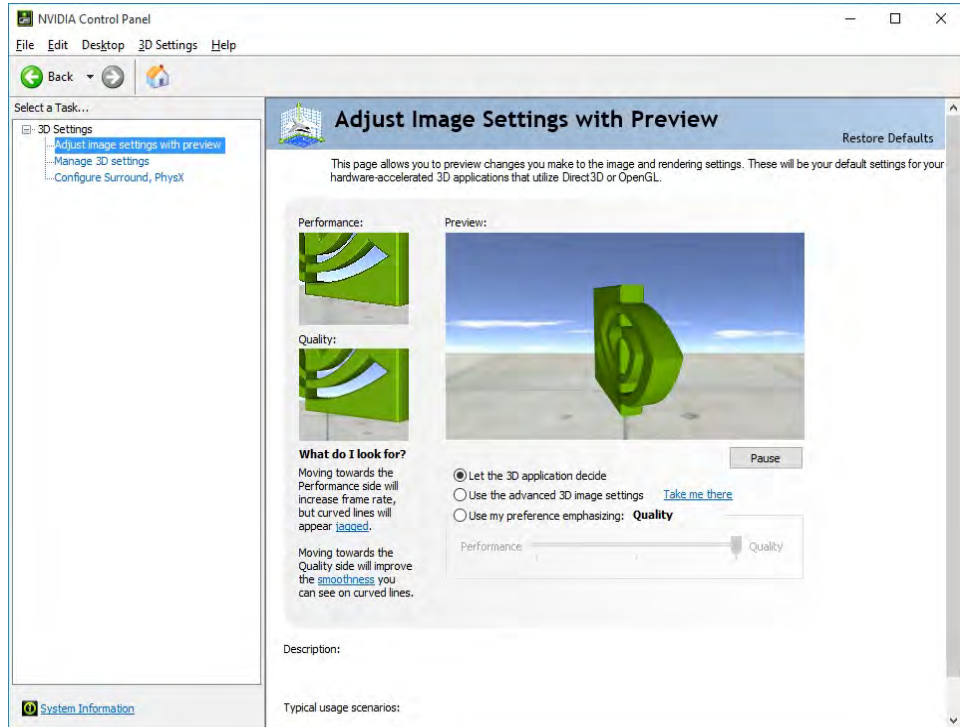 NVIDIA Control Panel
File Edit Desktop 3D Settings Help
Back
Select a Task...
3D Settings
Adjust image settings with preview
Manage 3D settings
Configure Surround, PhysX
System Information
Adjust Image Settings with Preview
Restore Defaults
This page allows you to preview changes you make to the image and rendering settings. These will be your default settings for your
hardware-accelerated 3D applications that utilize Direct3D or OpenGL.
Performance:
Quality:
What do I look for?
Moving towards the
Performance side will
increase frame rate,
but curved lines will
appear jagged.
Moving towards the
Quality side will improve
the smoothness you
can see on curved lines.
Preview:
Pause
Let the 3D application decide
Use the advanced 3D image settings Take me there
Use my preference emphasizing: Quality
Performance Quality
Description:
Typical usage scenarios: